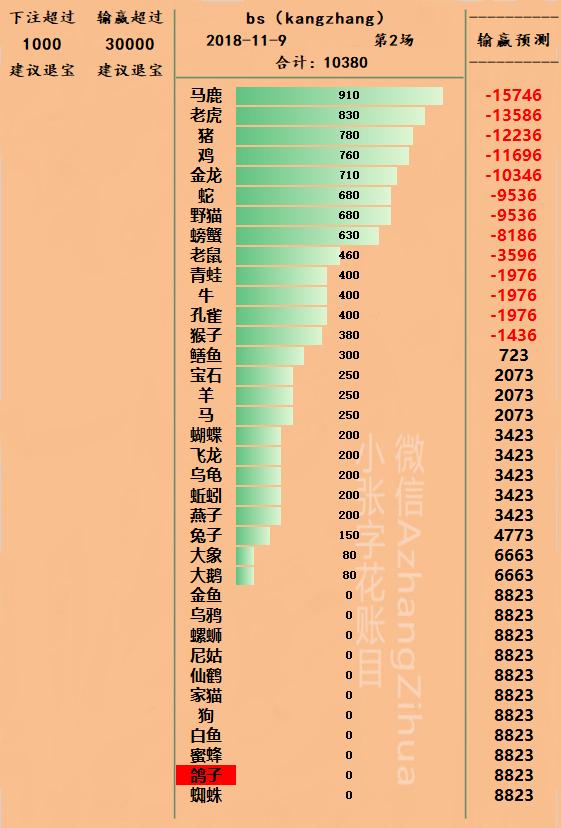 下注超过 输赢超过
1000 30000
建议退宝 建议退宝
bs（kangzhang）
2018-11-9 第2场
合计：10380
输赢预测
马鹿 910 -15746
老虎 830 -13586
猪 780 -12236
鸡 760 -11696
金龙 710 -10346
蛇 680 -9536
野猫 680 -9536
螃蟹 630 -8186
老鼠 460 -3596
青蛙 400 -1976
牛 400 -1976
孔雀 400 -1976
猴子 380 -1436
鳝鱼 300 723
宝石 250 2073
羊 250 2073
马 250 2073
蝴蝶 200 3423
飞龙 200 3423
乌龟 200 3423
蚯蚓 200 3423
燕子 200 3423
兔子 150 4773
大象 80 6663
大鹅 80 6663
金鱼 0 8823
乌鸦 0 8823
螺蛳 0 8823
尼姑 0 8823
仙鹤 0 8823
家猫 0 8823
狗 0 8823
白鱼 0 8823
蜜蜂 0 8823
鸽子 0 8823
蜘蛛 0 8823
微信AzhangZihua
小张字花账目